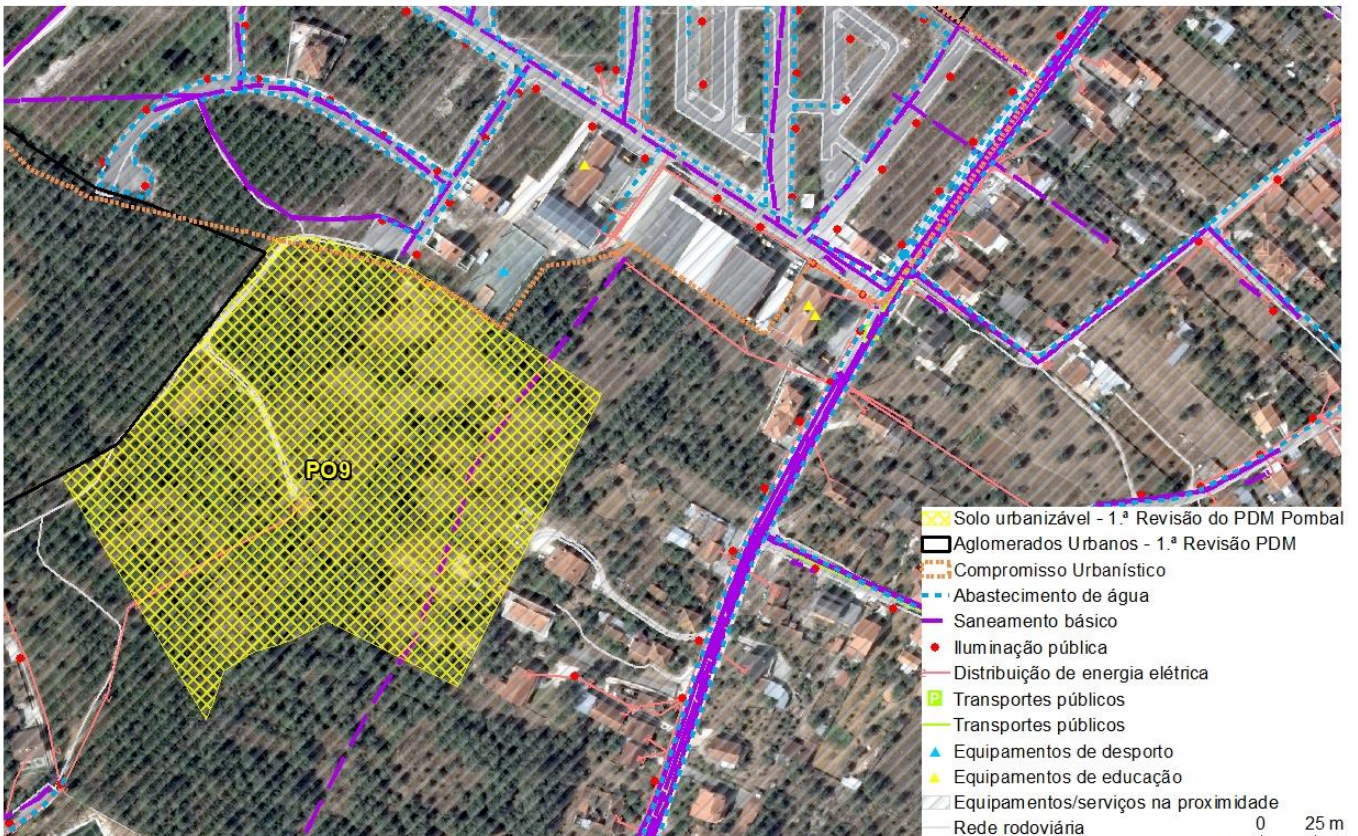 PO9
Solo urbanizável - 1.ª Revisão do PDM Pombal
Aglomerados Urbanos - 1.ª Revisão PDM
Compromisso Urbanístico
Abastecimento de água
Saneamento básico
Iluminação pública
Distribuição de energia elétrica
P Transportes públicos
Transportes públicos
Equipamentos de desporto
Equipamentos de educação
Equipamentos/serviços na proximidade
Rede rodoviária
0 25 m